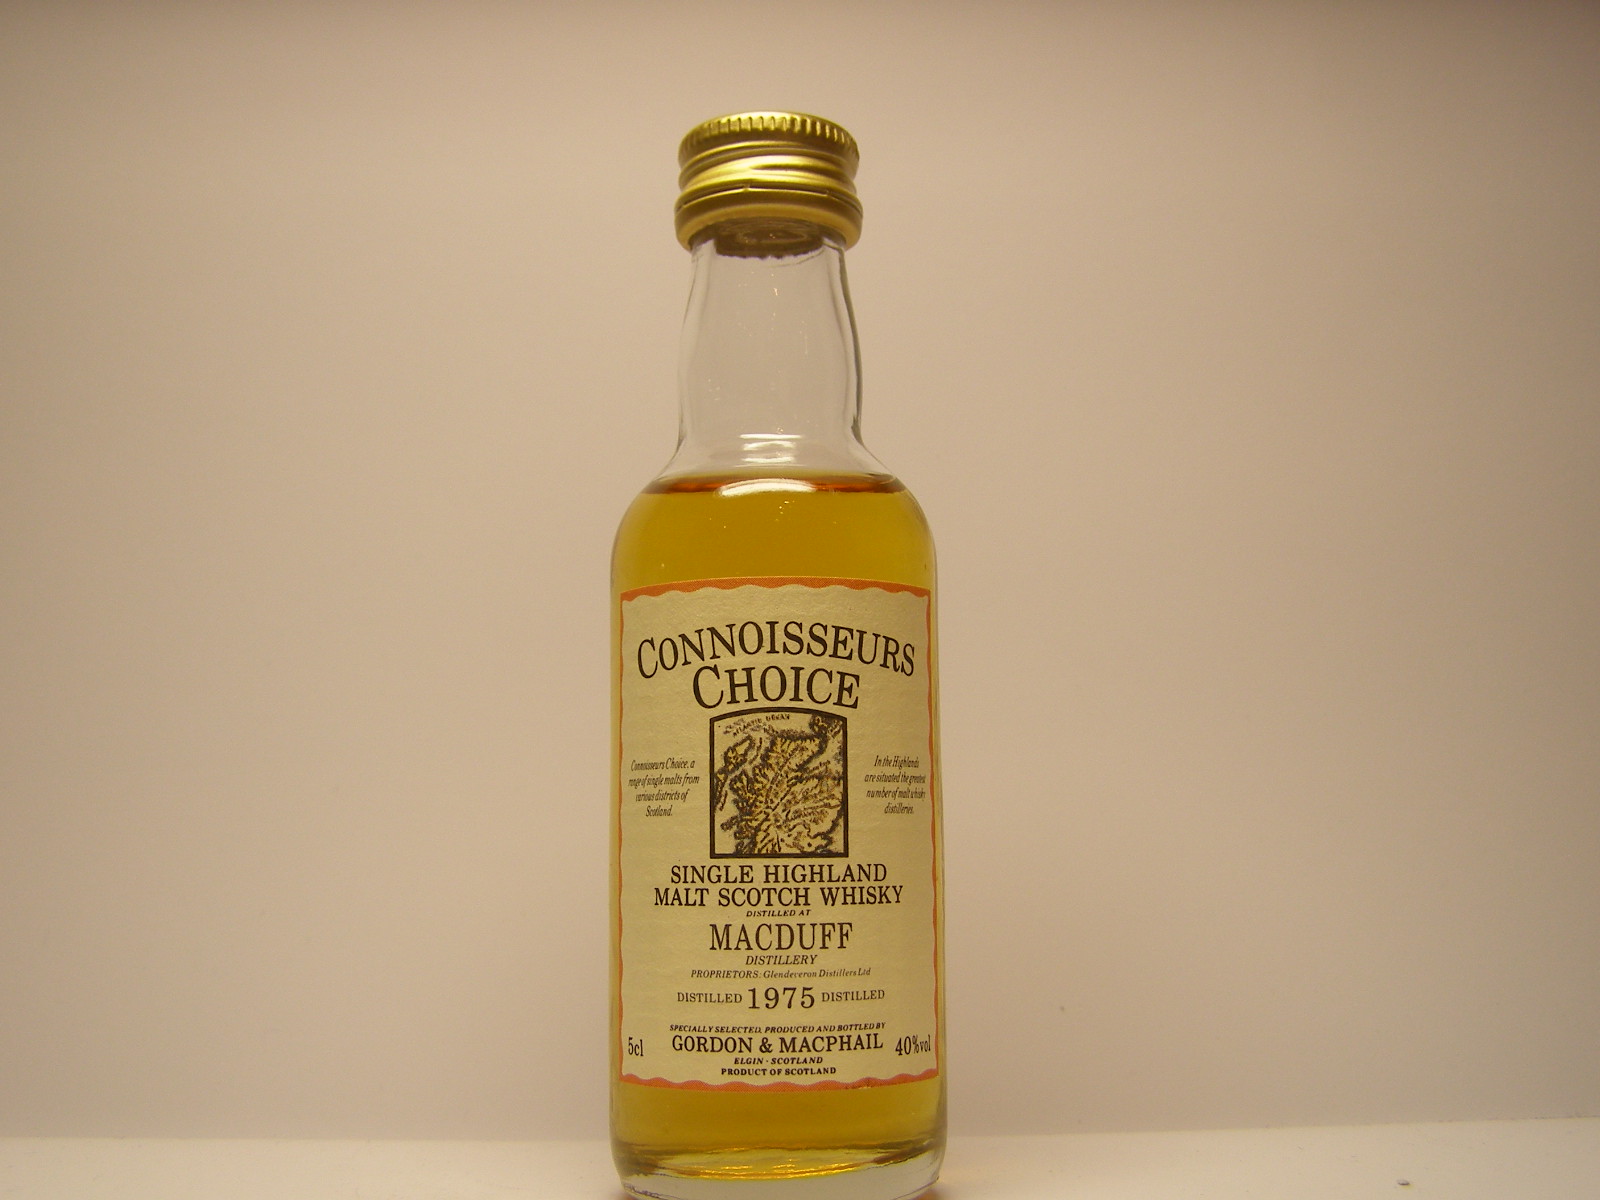 CONNOISSEURS
CHOICE
ATLANTIC OCEAN
Connoisseurs Choice, a
range of single malts from
various districts of
Scotland.
In the Highlands
are situated the greatest
number of malt whisky
distilleries.
SINGLE HIGHLAND
MALT SCOTCH WHISKY
DISTILLED AT
MACDUFF
DISTILLERY
PROPRIETORS: Glendeveron Distillers Ltd
DISTILLED 1975 DISTILLED
SPECIALLY SELECTED, PRODUCED AND BOTTLED BY
5cl GORDON & MACPHAIL 40%vol
ELGIN · SCOTLAND
PRODUCT OF SCOTLAND